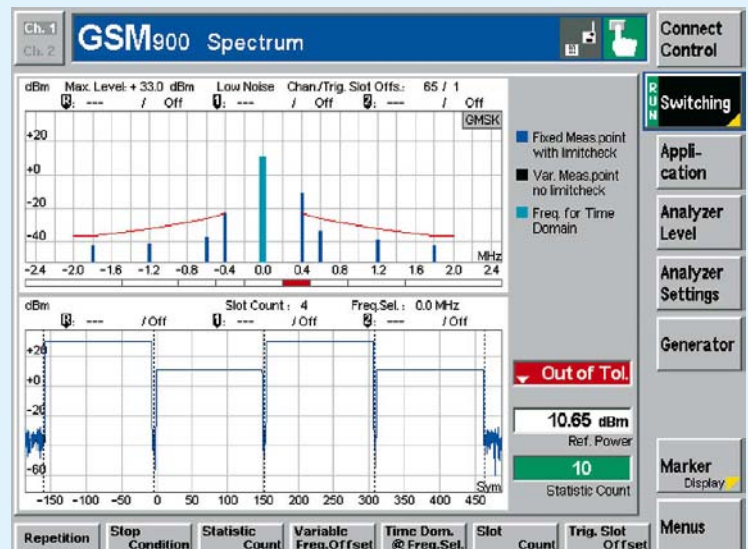 Ch. 1
Ch. 2
GSM900 Spectrum
Connect
Control
dBm Max. Level: + 33.0 dBm Low Noise Chan./Trig. Slot Offs.: 65 / 1
R: --- / Off 1: --- / Off 2: --- / Off
GMSK
+20
+0
-20
-40
MHz
-2.4 -2.0 -1.6 -1.2 -0.8 -0.4 0.0 0.4 0.8 1.2 1.6 2.0 2.4
Fixed Meas.point
with limitcheck
Var. Meas.point
no limitcheck
Freq. for Time
Domain
RUN
Switching
Appli-
cation
Analyzer
Level
Analyzer
Settings
Generator
dBm Slot Count : 4 Freq.Sel. : 0.0 MHz
R: --- / Off 1: --- / Off 2: --- / Off
+20
+0
-20
-60
Sym
-150 -100 -50 0 50 100 150 200 250 300 350 400 450
Out of Tol.
10.65 dBm
Ref. Power
10
Statistic Count
Marker
Display
Menus
Repetition
Stop
Condition
Statistic
Count
Variable
Freq.Offset
Time Dom.
@ Freq.Sel.
Slot
Count
Trig. Slot
Offset